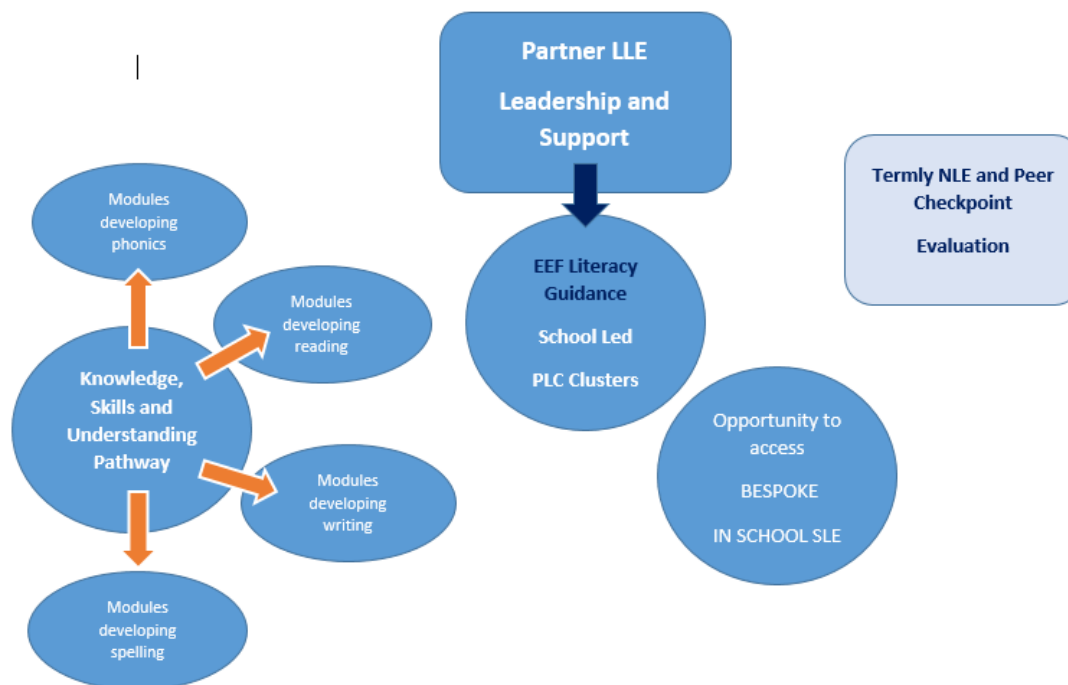 Partner LLE
Leadership and
Support
Termly NLE and Peer
Checkpoint
Evaluation
Modules
developing
phonics
EEF Literacy
Guidance
School Led
PLC Clusters
Modules
developing
reading
Knowledge,
Skills and
Understanding
Pathway
Opportunity to
access
BESPOKE
IN SCHOOL SLE
Modules
developing
writing
Modules
developing
spelling